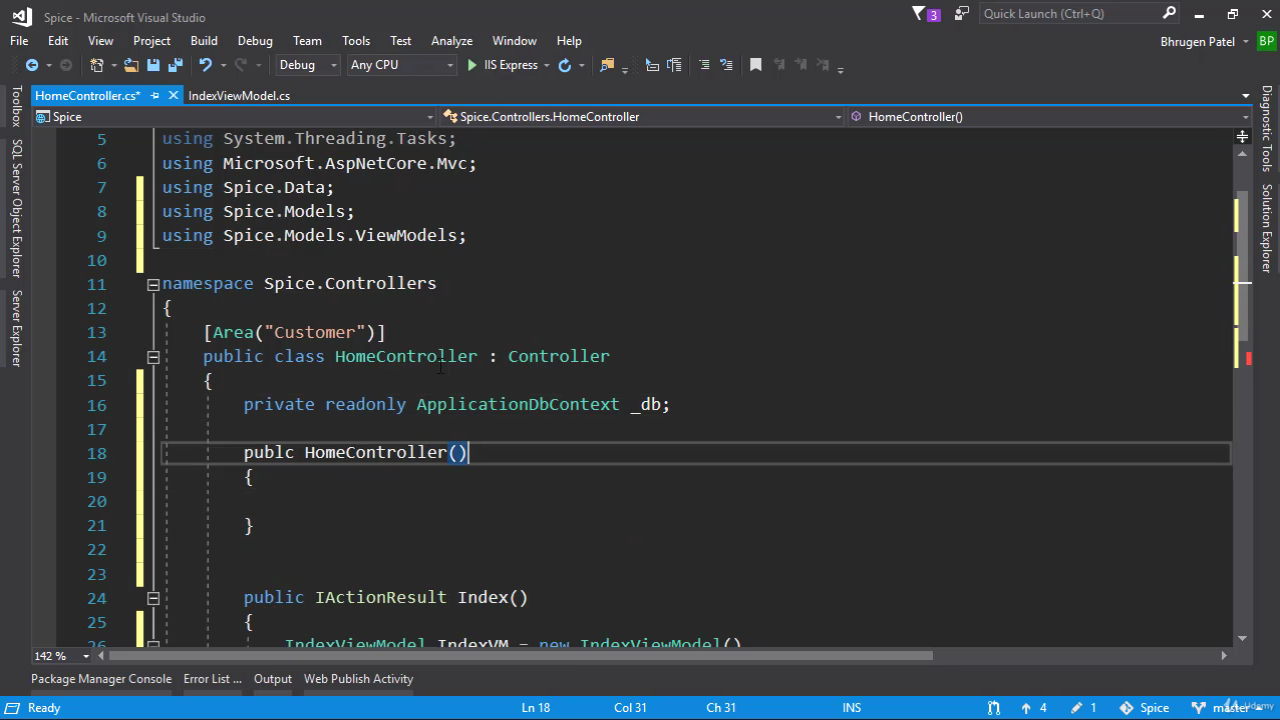 Spice - Microsoft Visual Studio
3
Quick Launch (Ctrl+Q)
File Edit View Project Build Debug Team Tools Test Analyze Window Help
Bhrugen Patel BP
Debug Any CPU IIS Express
HomeController.cs* IndexViewModel.cs
Spice Spice.Controllers.HomeController HomeController()
Toolbox
SQL Server Object Explorer
Server Explorer
Diagnostic Tools
Solution Explorer
5 using System.Threading.Tasks;
6 using Microsoft.AspNetCore.Mvc;
7 using Spice.Data;
8 using Spice.Models;
9 using Spice.Models.ViewModels;
10
11 namespace Spice.Controllers
12 {
13 [Area("Customer")]
14 public class HomeController : Controller
15 {
16 private readonly ApplicationDbContext _db;
17
18 publc HomeController()
19 {
20
21 }
22
23
24 public IActionResult Index()
25 {
26 IndexViewModel IndexVM = new IndexViewModel()
142 %
Package Manager Console Error List ... Output Web Publish Activity
Ready Ln 18 Col 31 Ch 31 INS 4 1 Spice master
Udemy